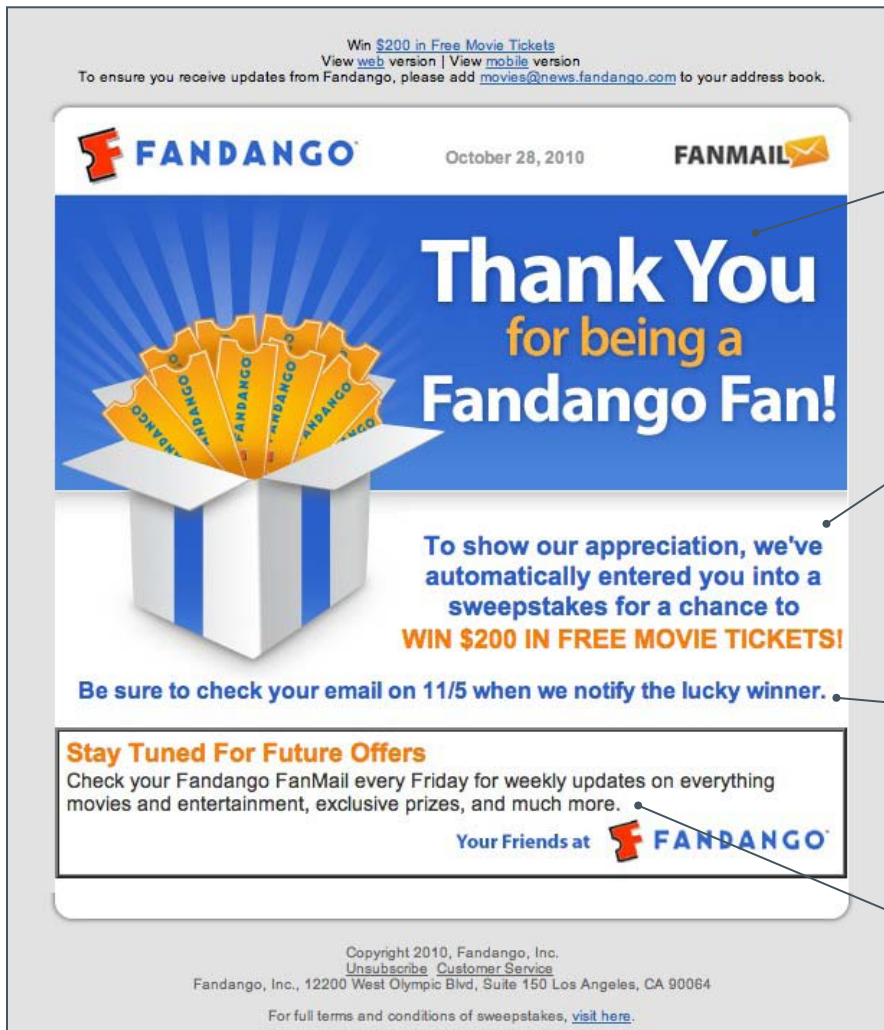 Win $200 in Free Movie Tickets
View web version | View mobile version
To ensure you receive updates from Fandango, please add movies@news.fandango.com to your address book.
FANDANGO
October 28, 2010
FANMAIL
Thank You
for being a
Fandango Fan!
FANDANGO
FANDANGO
FANDANGO
FANDANGO
FANDANGO
To show our appreciation, we've
automatically entered you into a
sweepstakes for a chance to
WIN $200 IN FREE MOVIE TICKETS!
Be sure to check your email on 11/5 when we notify the lucky winner.
Stay Tuned For Future Offers
Check your Fandango FanMail every Friday for weekly updates on everything
movies and entertainment, exclusive prizes, and much more.
Your Friends at FANDANGO
Copyright 2010, Fandango, Inc.
Unsubscribe Customer Service
Fandango, Inc., 12200 West Olympic Blvd, Suite 150 Los Angeles, CA 90064
For full terms and conditions of sweepstakes, visit here.